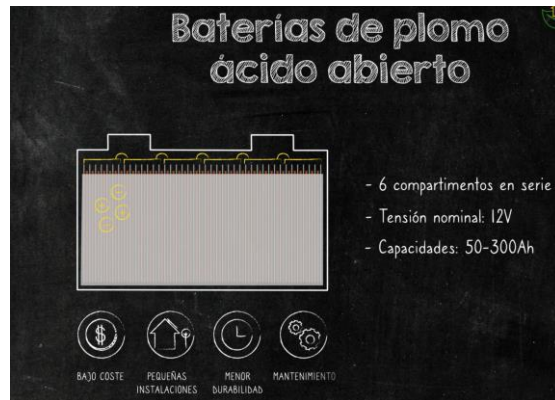 Baterías de plomo
ácido abierto
- 6 compartimentos en serie
- Tensión nominal: 12V
- Capacidades: 50-300Ah
$
BAJO COSTE
PEQUEÑAS
INSTALACIONES
MENOR
DURABILIDAD
MANTENIMIENTO